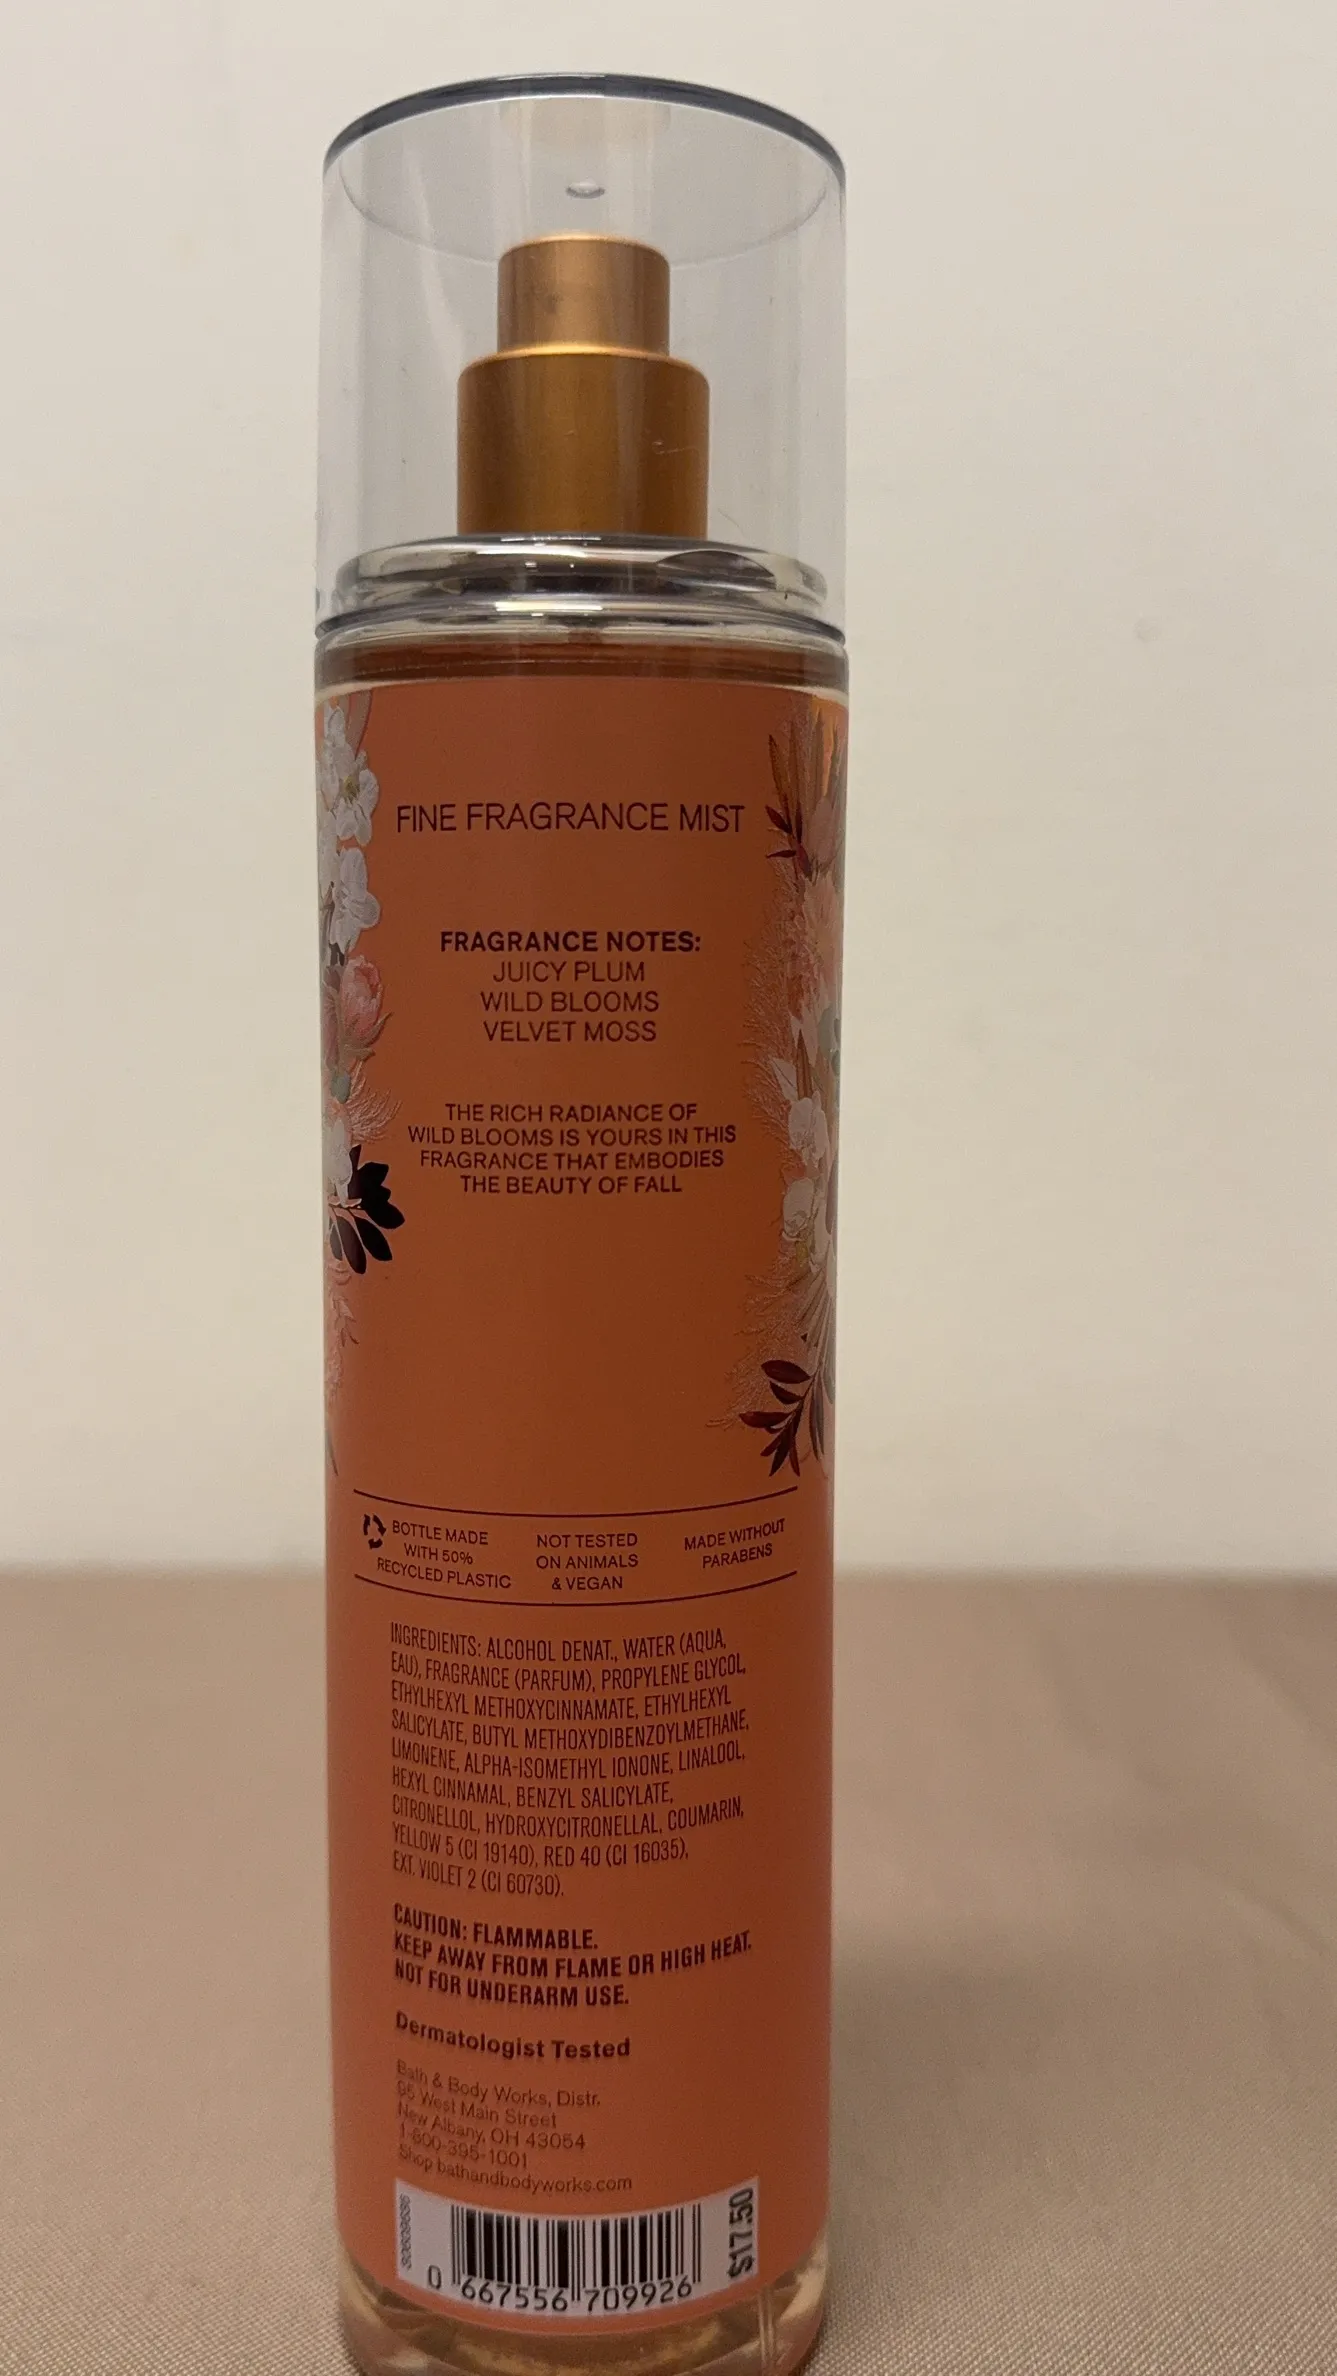 FINE FRAGRANCE MIST
FRAGRANCE NOTES:
JUICY PLUM
WILD BLOOMS
VELVET MOSS
THE RICH RADIANCE OF
WILD BLOOMS IS YOURS IN THIS
FRAGRANCE THAT EMBODIES
THE BEAUTY OF FALL
BOTTLE MADE
WITH 50%
RECYCLED PLASTIC
NOT TESTED
ON ANIMALS
& VEGAN
MADE WITHOUT
PARABENS
INGREDIENTS: ALCOHOL DENAT., WATER (AQUA,
EAU), FRAGRANCE (PARFUM), PROPYLENE GLYCOL,
ETHYLHEXYL METHOXYCINNAMATE, ETHYLHEXYL
SALICYLATE, BUTYL METHOXYDIBENZOYLMETHANE,
LIMONENE, ALPHA-ISOMETHYL IONONE, LINALOOL,
HEXYL CINNAMAL, BENZYL SALICYLATE,
CITRONELLOL, HYDROXYCITRONELLAL, COUMARIN,
YELLOW 5 (CI 19140), RED 40 (CI 16035),
EXT. VIOLET 2 (CI 60730).
CAUTION: FLAMMABLE.
KEEP AWAY FROM FLAME OR HIGH HEAT.
NOT FOR UNDERARM USE.
Dermatologist Tested
Bath & Body Works, Distr.
95 West Main Street
New Albany, OH 43054
1-800-395-1001
Shop bathandbodyworks.com
0 667556 709926
$17.50